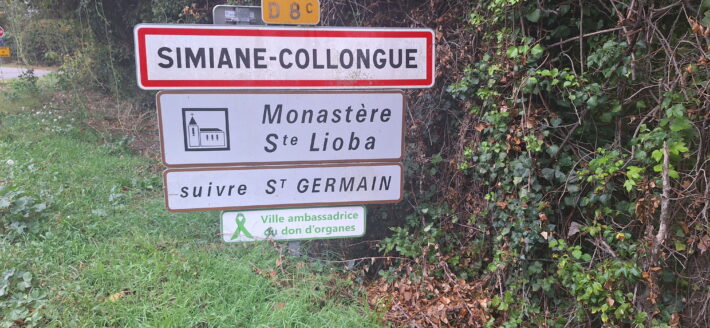 D 8c
SIMIANE-COLLONGUE
Monastère
Ste Lioba
suivre ST GERMAIN
Ville ambassadrice
du don d'organes